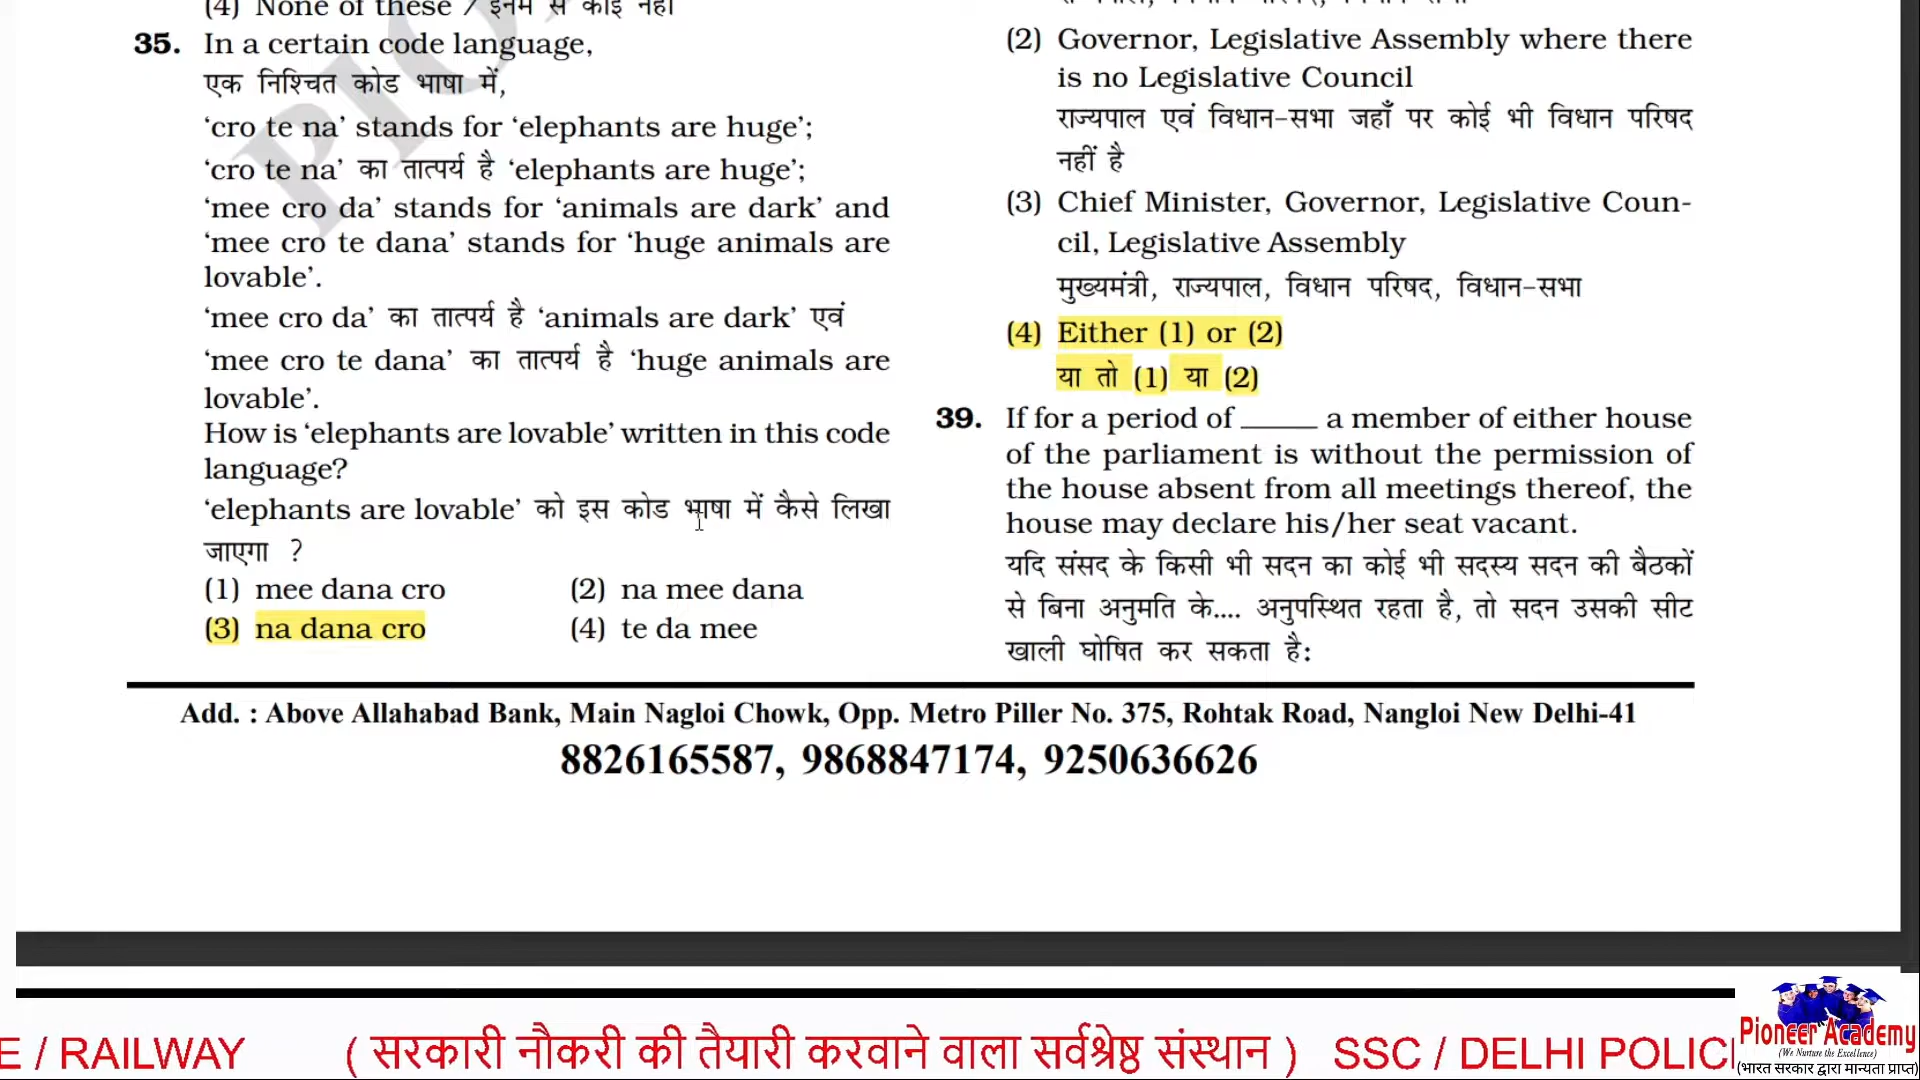 (4) None of these / इनमें से कोई नहीं
35. In a certain code language,
एक निश्चित कोड भाषा में,
‘cro te na’ stands for ‘elephants are huge’;
‘cro te na’ का तात्पर्य है ‘elephants are huge’;
‘mee cro da’ stands for ‘animals are dark’ and
‘mee cro te dana’ stands for ‘huge animals are
lovable’.
‘mee cro da’ का तात्पर्य है ‘animals are dark’ एवं
‘mee cro te dana’ का तात्पर्य है ‘huge animals are
lovable’.
How is ‘elephants are lovable’ written in this code
language?
‘elephants are lovable’ को इस कोड भाषा में कैसे लिखा
जाएगा ?
(1) mee dana cro (2) na mee dana
(3) na dana cro (4) te da mee
(2) Governor, Legislative Assembly where there
is no Legislative Council
राज्यपाल एवं विधान-सभा जहाँ पर कोई भी विधान परिषद
नहीं है
(3) Chief Minister, Governor, Legislative Coun-
cil, Legislative Assembly
मुख्यमंत्री, राज्यपाल, विधान परिषद, विधान-सभा
(4) Either (1) or (2)
या तो (1) या (2)
39. If for a period of _____ a member of either house
of the parliament is without the permission of
the house absent from all meetings thereof, the
house may declare his/her seat vacant.
यदि संसद के किसी भी सदन का कोई भी सदस्य सदन की बैठकों
से बिना अनुमति के.... अनुपस्थित रहता है, तो सदन उसकी सीट
खाली घोषित कर सकता है:
Add. : Above Allahabad Bank, Main Nagloi Chowk, Opp. Metro Piller No. 375, Rohtak Road, Nangloi New Delhi-41
8826165587, 9868847174, 9250636626
E / RAILWAY ( सरकारी नौकरी की तैयारी करवाने वाला सर्वश्रेष्ठ संस्थान ) SSC / DELHI POLIC
Pioneer Academy
(We Nurture the Excellence)
(भारत सरकार द्वारा मान्यता प्राप्त)